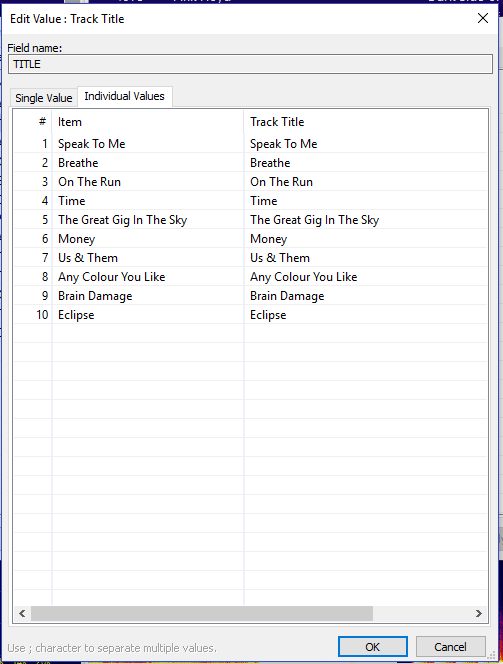 Edit Value : Track Title
Field name:
TITLE
Single Value Individual Values
# Item Track Title
1 Speak To Me Speak To Me
2 Breathe Breathe
3 On The Run On The Run
4 Time Time
5 The Great Gig In The Sky The Great Gig In The Sky
6 Money Money
7 Us & Them Us & Them
8 Any Colour You Like Any Colour You Like
9 Brain Damage Brain Damage
10 Eclipse Eclipse
Use ; character to separate multiple values.
OK Cancel